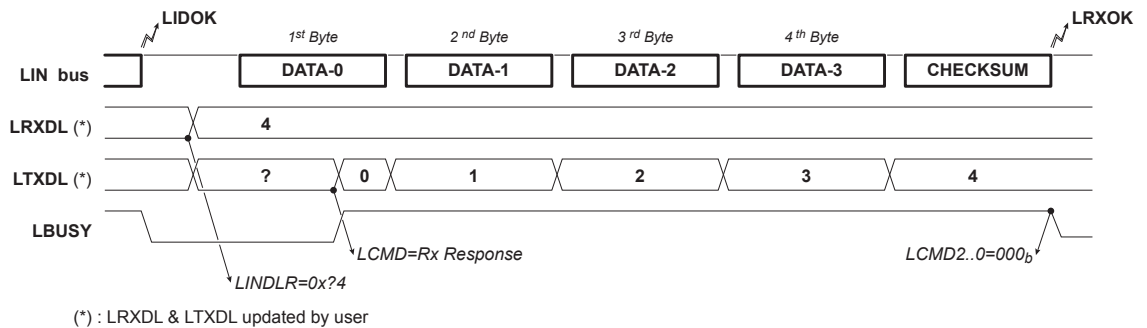 LIDOK
LRXOK
1st Byte 2nd Byte 3rd Byte 4th Byte
LIN bus DATA-0 DATA-1 DATA-2 DATA-3 CHECKSUM
LRXDL (*) 4
LTXDL (*) ? 0 1 2 3 4
LBUSY
LCMD=Rx Response LCMD2..0=000b
LINDLR=0x?4
(*) : LRXDL & LTXDL updated by user